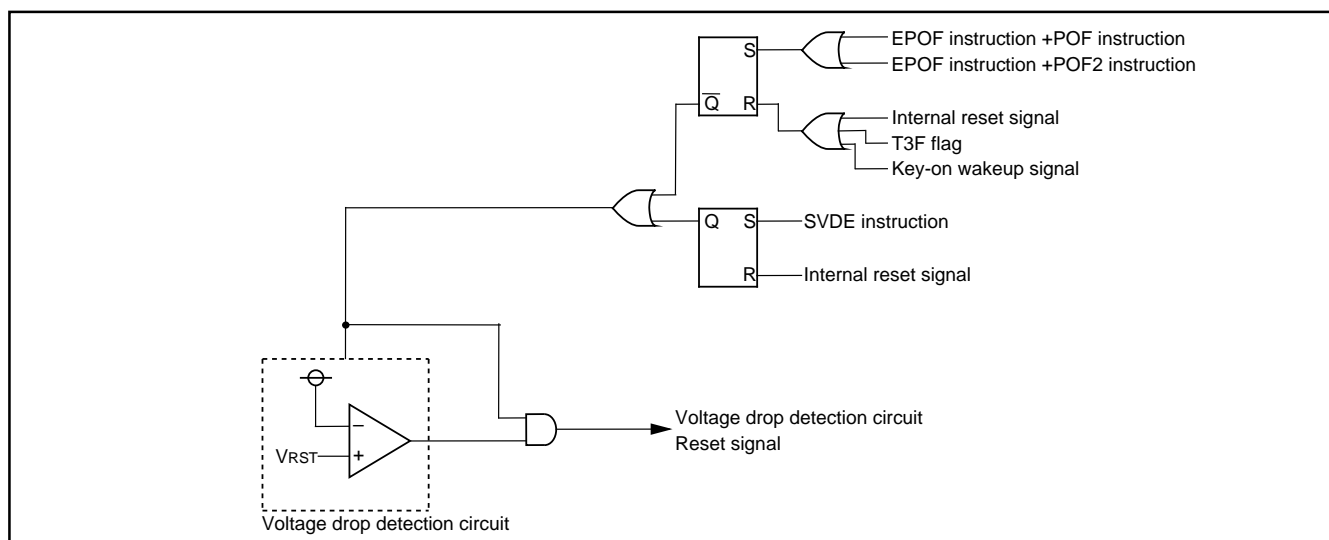 EPOF instruction +POF instruction
S
EPOF instruction +POF2 instruction
Q R
Internal reset signal
T3F flag
Key-on wakeup signal
Q S
SVDE instruction
R
Internal reset signal
−
VRST
+
Voltage drop detection circuit
Reset signal
Voltage drop detection circuit